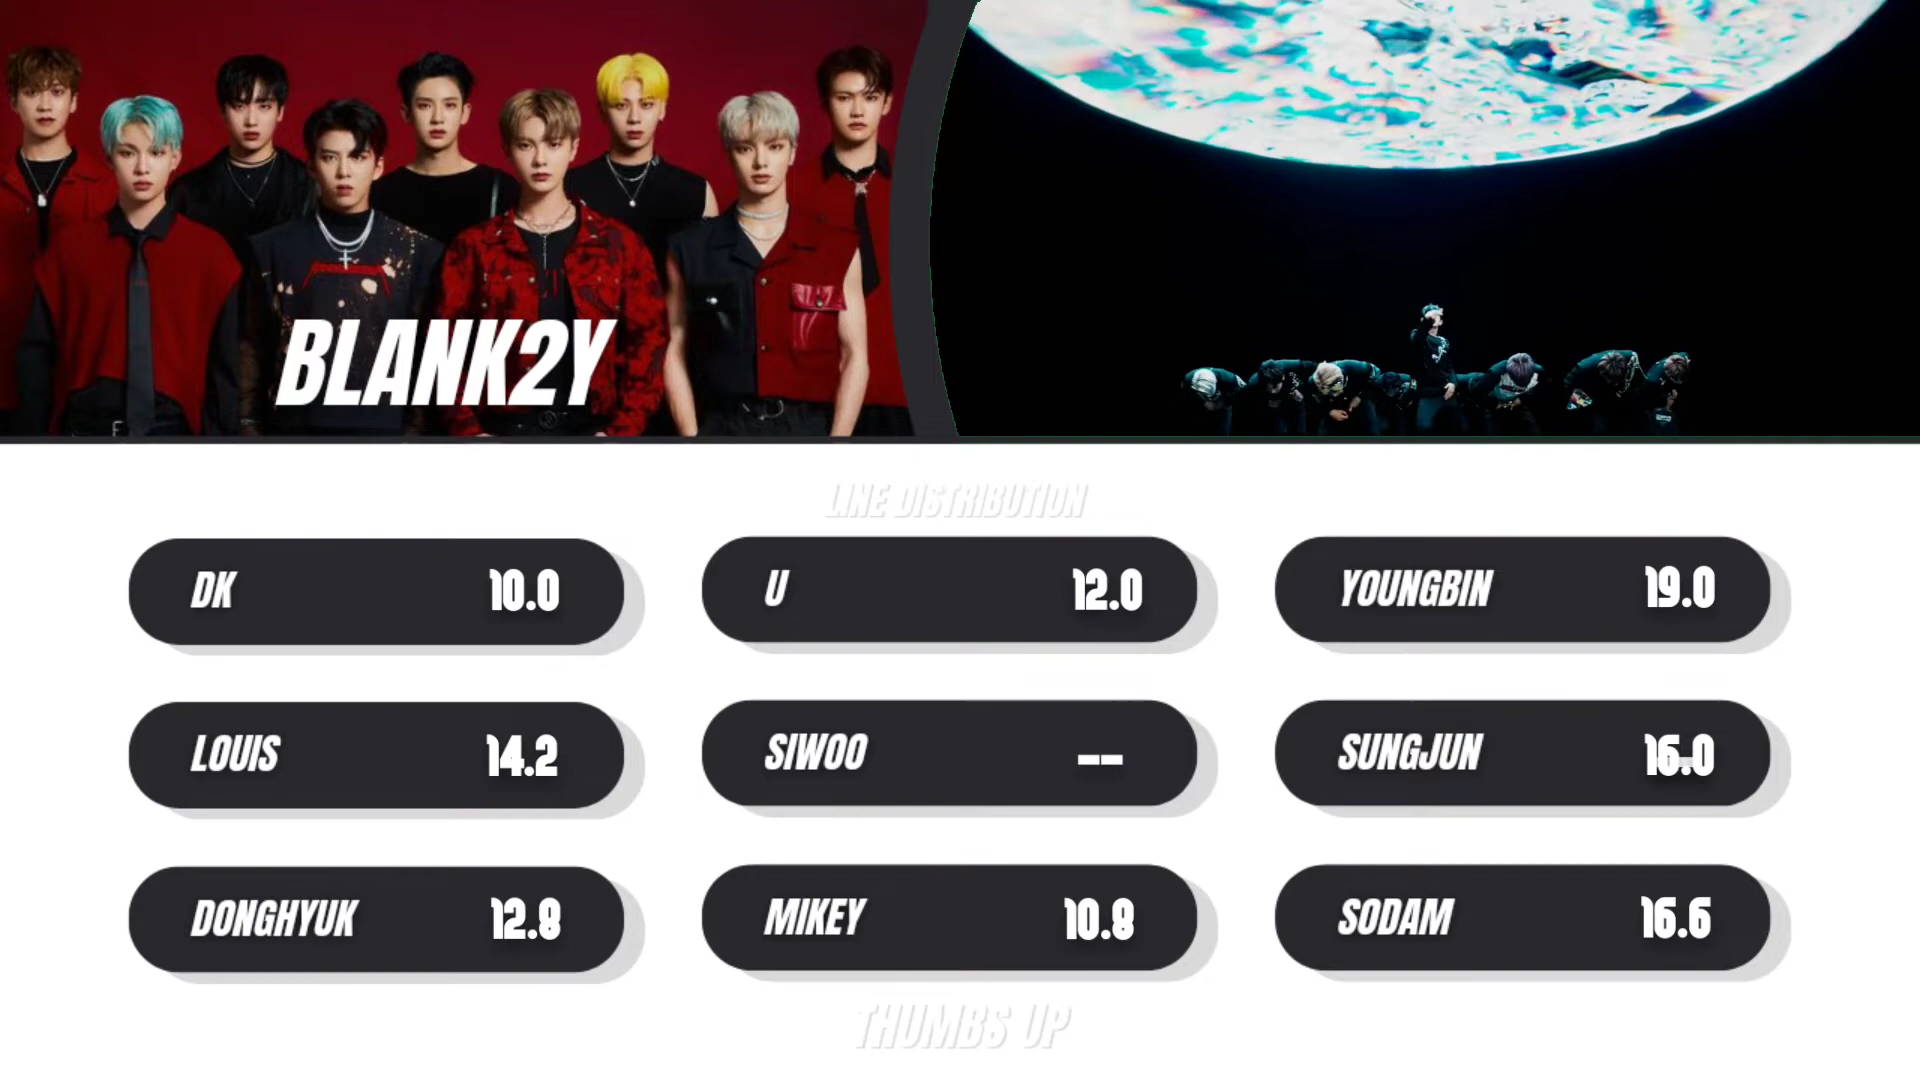 BLANK2Y
LINE DISTRIBUTION
DK 10.0
U 12.0
YOUNGBIN 19.0
LOUIS 14.2
SIWOO --
SUNGJUN 16.0
DONGHYUK 12.8
MIKEY 10.8
SODAM 16.6
THUMBS UP